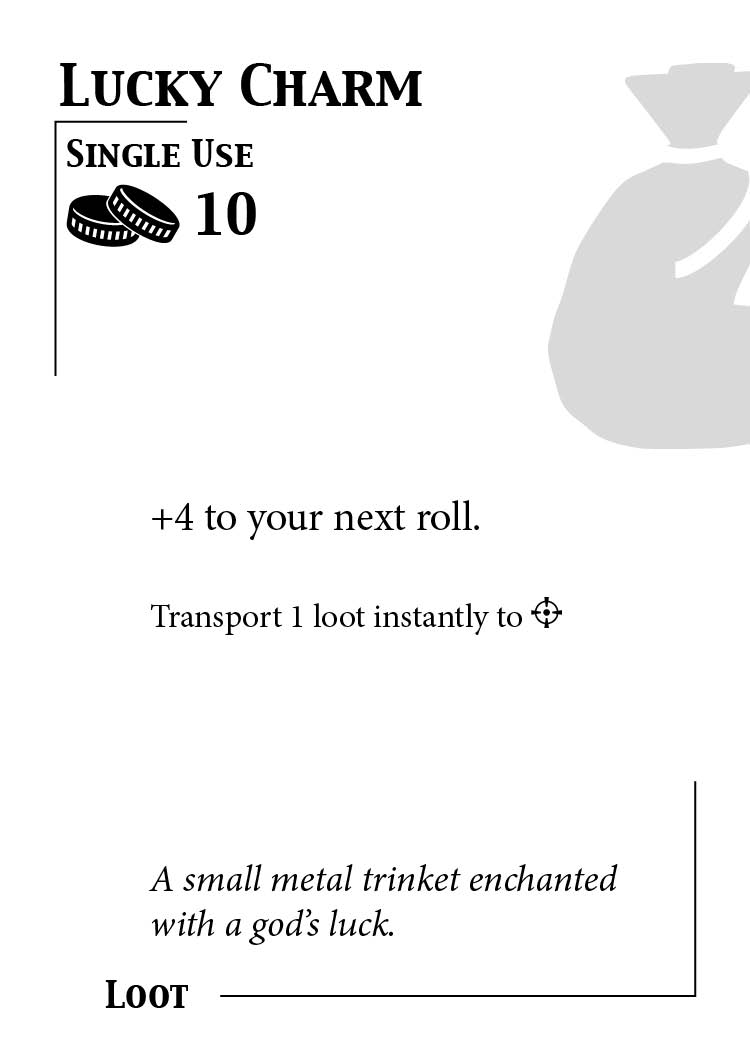 Lucky Charm
Single Use
10
+4 to your next roll.
Transport 1 loot instantly to
A small metal trinket enchanted
with a god’s luck.
Loot